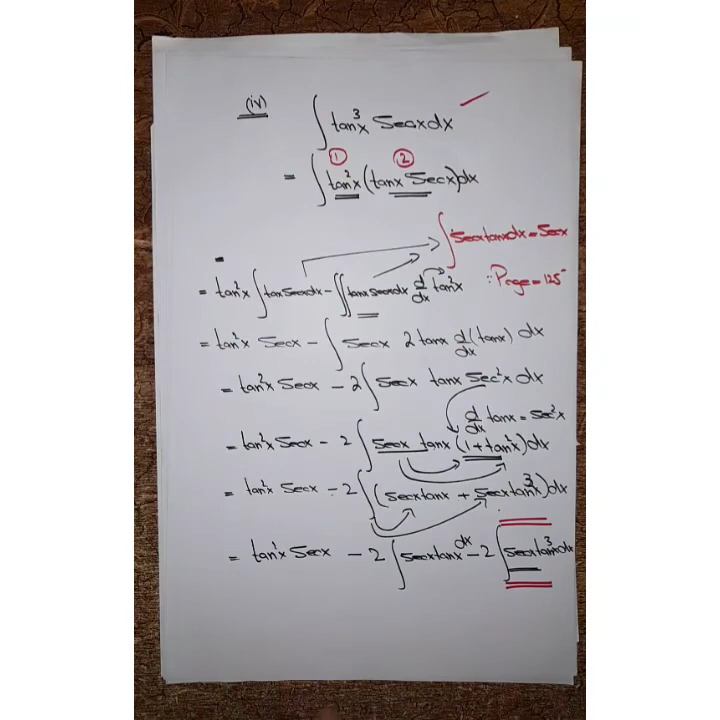 (iv) ∫ tan³x Secx dx
= ∫ tan²x (tanx Secx) dx
① ②
∫ Secx tanx dx = Secx
= tan²x ∫ tanx Secx dx - ∫∫ tanx secx dx d/dx tan²x
∵ Page = 125
= tan²x Secx - ∫ Secx 2 tanx d/dx (tanx) dx
= tan²x Secx - 2 ∫ Secx tanx Sec²x dx
d/dx tanx = Sec²x
= tan²x Secx - 2 ∫ Secx tanx (1 + tan²x) dx
= tan²x Secx - 2 ∫ (Secx tanx + Secx tan³x) dx
= tan²x Secx - 2 ∫ Secx tanx dx - 2 ∫ Secx tan³x dx